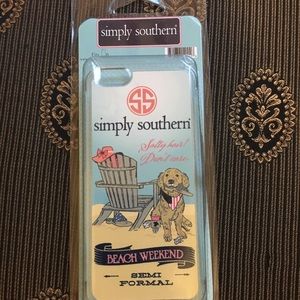 simply southern
SS
simply southern
Salty hair!
Don't care.
BEACH WEEKEND
SEMI
FORMAL